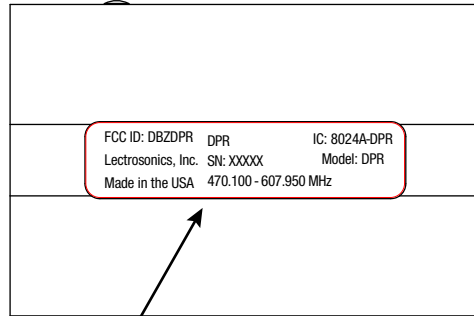 FCC ID: DBZDPR DPR IC: 8024A-DPR
Lectrosonics, Inc. SN: XXXXX Model: DPR
Made in the USA 470.100 - 607.950 MHz